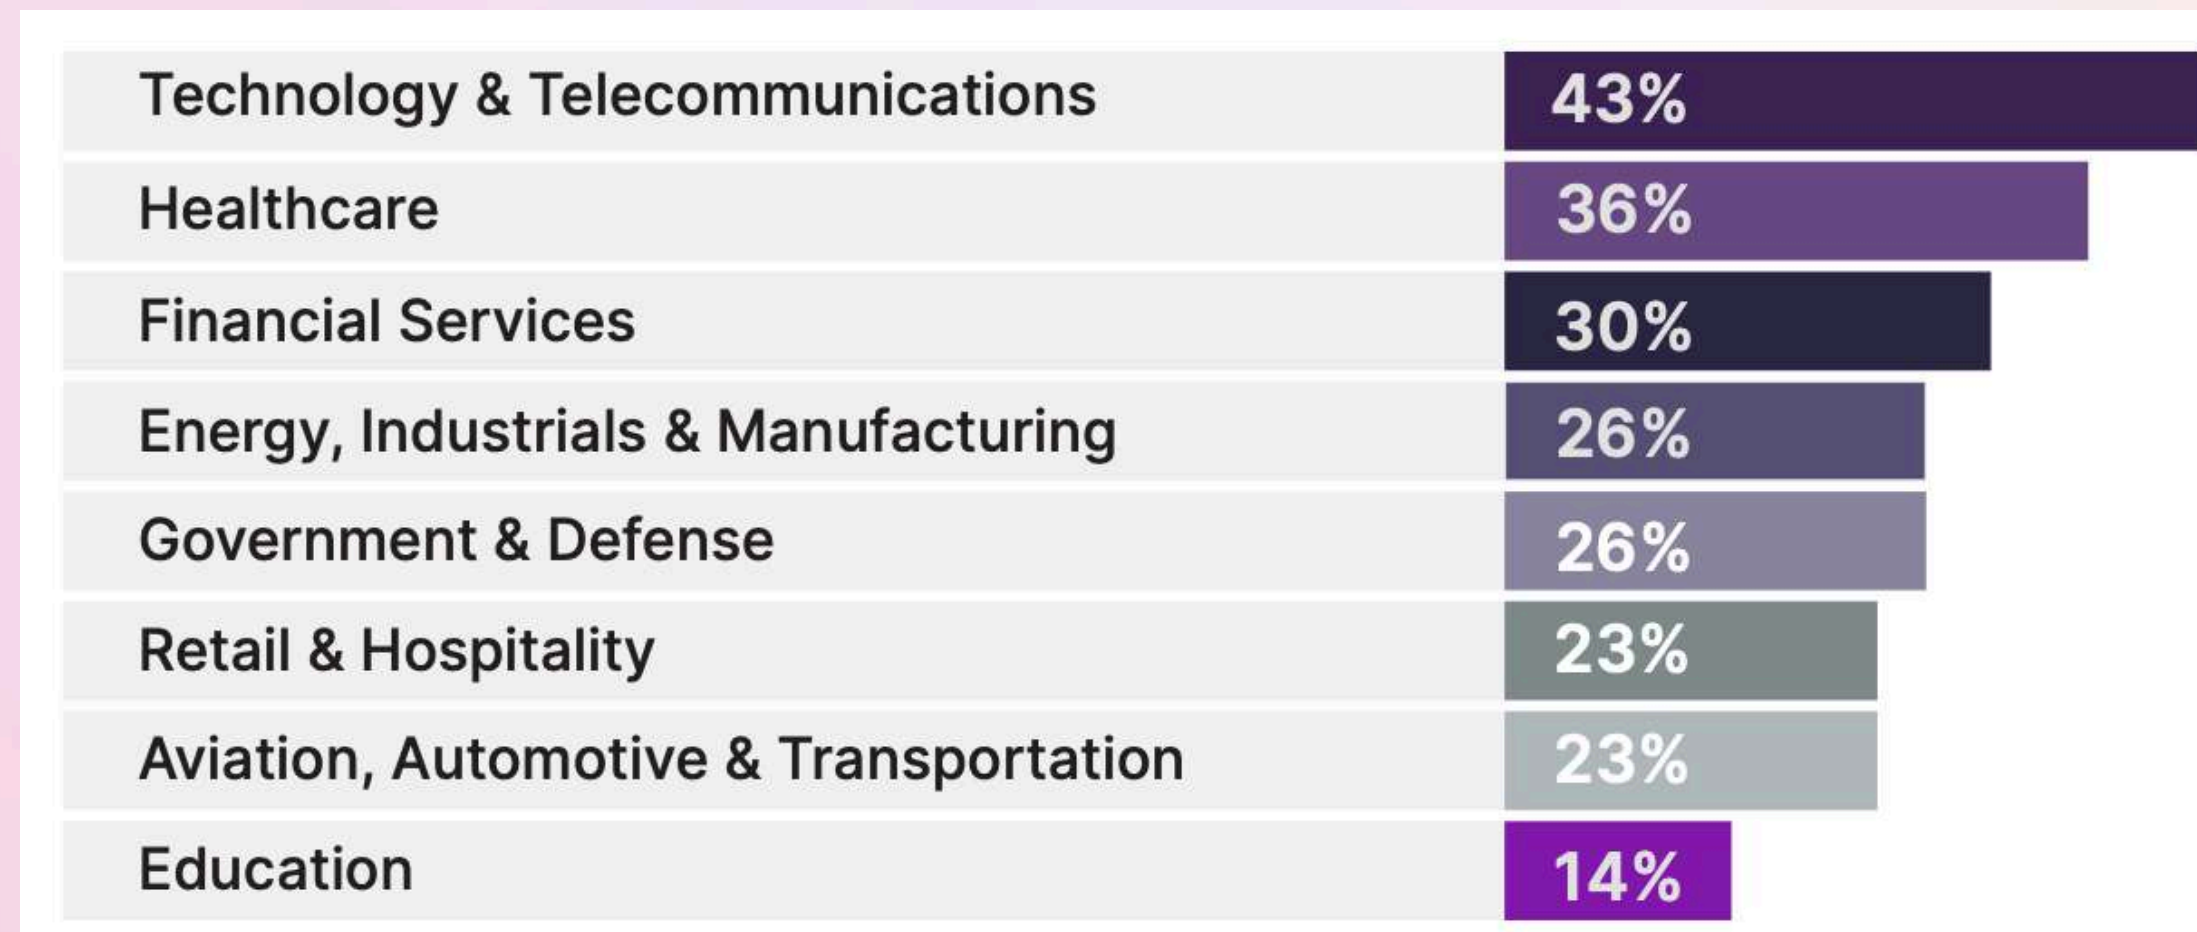 Technology & Telecommunications 43%
Healthcare 36%
Financial Services 30%
Energy, Industrials & Manufacturing 26%
Government & Defense 26%
Retail & Hospitality 23%
Aviation, Automotive & Transportation 23%
Education 14%